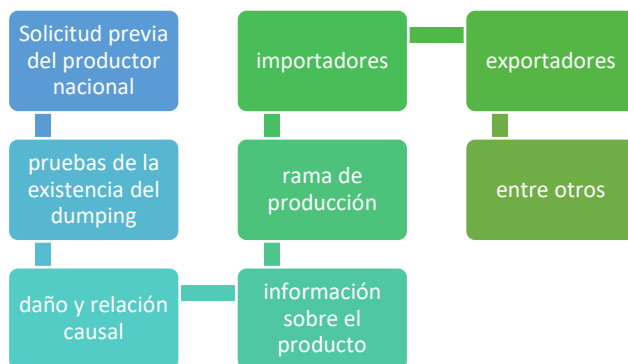 Solicitud previa
del productor
nacional
pruebas de la
existencia del
dumping
daño y relación
causal
información
sobre el
producto
rama de
producción
importadores
exportadores
entre otros